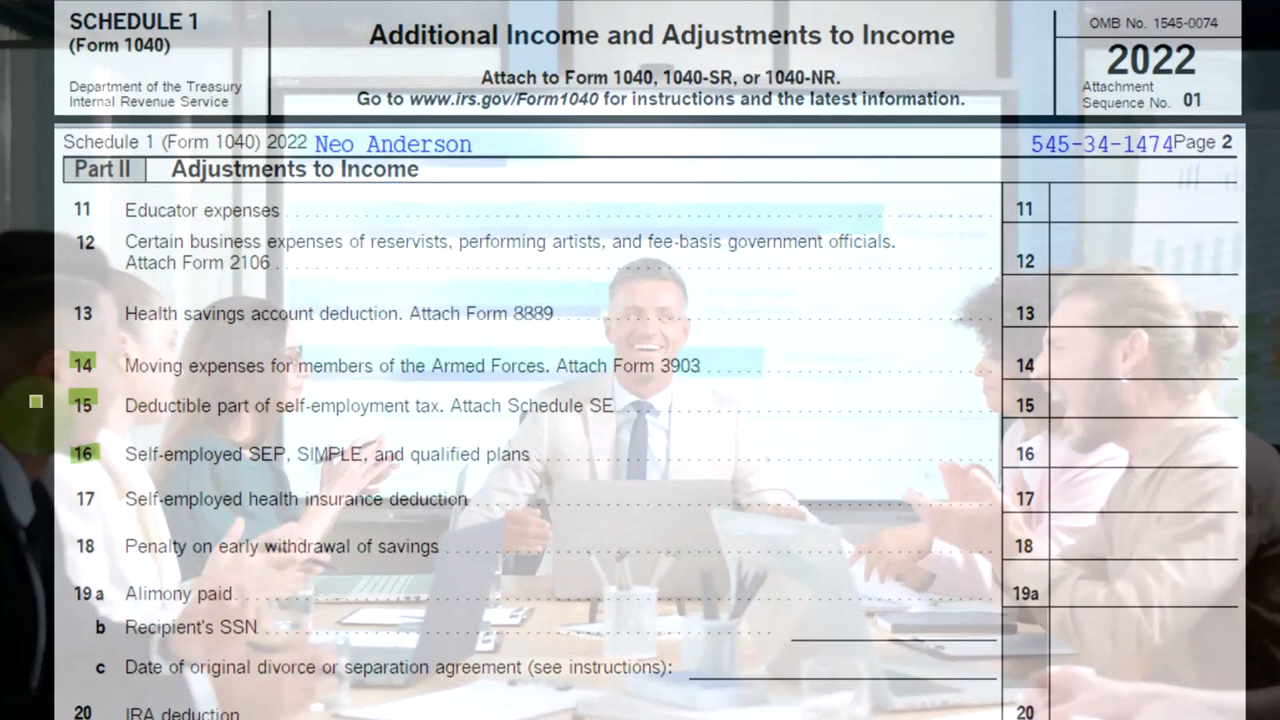 SCHEDULE 1
(Form 1040)
Department of the Treasury
Internal Revenue Service
Additional Income and Adjustments to Income
Attach to Form 1040, 1040-SR, or 1040-NR.
Go to www.irs.gov/Form1040 for instructions and the latest information.
OMB No. 1545-0074
2022
Attachment
Sequence No. 01
Schedule 1 (Form 1040) 2022 Neo Anderson 545-34-1474 Page 2
Part II Adjustments to Income
11 Educator expenses 11
12 Certain business expenses of reservists, performing artists, and fee-basis government officials.
Attach Form 2106 12
13 Health savings account deduction. Attach Form 8889 13
14 Moving expenses for members of the Armed Forces. Attach Form 3903 14
15 Deductible part of self-employment tax. Attach Schedule SE 15
16 Self-employed SEP, SIMPLE, and qualified plans 16
17 Self-employed health insurance deduction 17
18 Penalty on early withdrawal of savings 18
19a Alimony paid 19a
b Recipient's SSN
c Date of original divorce or separation agreement (see instructions):
20 IRA deduction 20